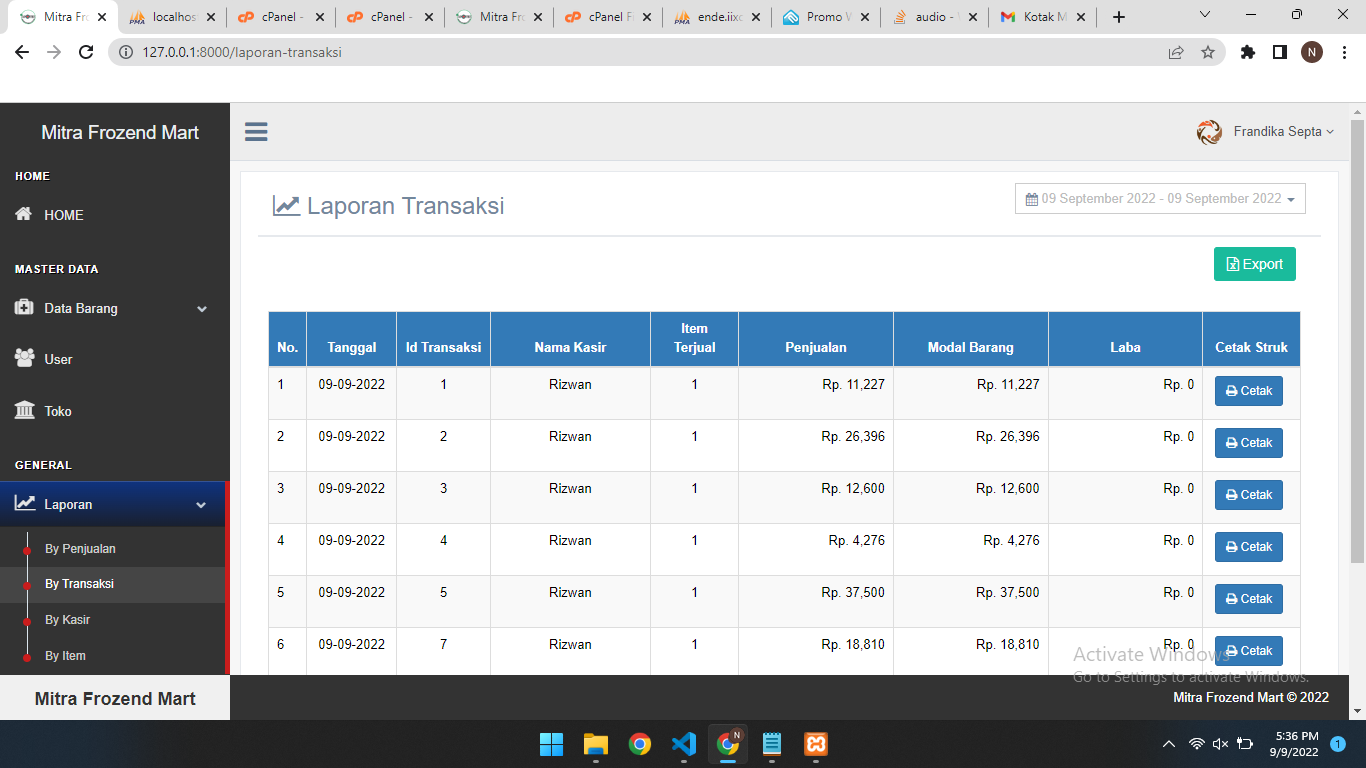 Mitra Fr
localhos
cPanel -
cPanel -
Mitra Fr
cPanel F
ende.iixc
Promo W
audio -
Kotak M
127.0.0.1:8000/laporan-transaksi
N
Mitra Frozend Mart
Frandika Septa
HOME
HOME
MASTER DATA
Data Barang
User
Toko
GENERAL
Laporan
By Penjualan
By Transaksi
By Kasir
By Item
Mitra Frozend Mart
Laporan Transaksi
09 September 2022 - 09 September 2022
Export
No. Tanggal Id Transaksi Nama Kasir Item Terjual Penjualan Modal Barang Laba Cetak Struk
1 09-09-2022 1 Rizwan 1 Rp. 11,227 Rp. 11,227 Rp. 0 Cetak
2 09-09-2022 2 Rizwan 1 Rp. 26,396 Rp. 26,396 Rp. 0 Cetak
3 09-09-2022 3 Rizwan 1 Rp. 12,600 Rp. 12,600 Rp. 0 Cetak
4 09-09-2022 4 Rizwan 1 Rp. 4,276 Rp. 4,276 Rp. 0 Cetak
5 09-09-2022 5 Rizwan 1 Rp. 37,500 Rp. 37,500 Rp. 0 Cetak
6 09-09-2022 7 Rizwan 1 Rp. 18,810 Rp. 18,810 Rp. 0 Cetak
Activate Windows
Go to Settings to activate Windows.
Mitra Frozend Mart © 2022
N
5:36 PM
9/9/2022
1